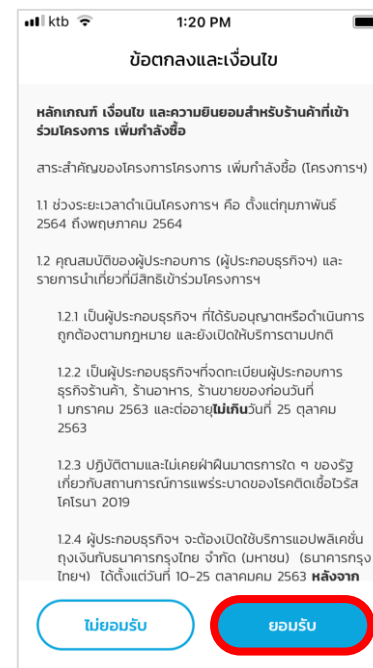 ktb 1:20 PM
ข้อตกลงและเงื่อนไข
หลักเกณฑ์ เงื่อนไข และความยินยอมสำหรับร้านค้าที่เข้า
ร่วมโครงการ เพิ่มกำลังซื้อ
สาระสำคัญของโครงการโครงการ เพิ่มกำลังซื้อ (โครงการฯ)
1.1 ช่วงระยะเวลาดำเนินโครงการฯ คือ ตั้งแต่กุมภาพันธ์
2564 ถึงพฤษภาคม 2564
1.2 คุณสมบัติของผู้ประกอบการ (ผู้ประกอบธุรกิจฯ) และ
รายการนำเที่ยวที่มีสิทธิเข้าร่วมโครงการฯ
1.2.1 เป็นผู้ประกอบธุรกิจฯ ที่ได้รับอนุญาตหรือดำเนินการ
ถูกต้องตามกฎหมาย และยังเปิดให้บริการตามปกติ
1.2.2 เป็นผู้ประกอบธุรกิจฯที่จดทะเบียนผู้ประกอบการ
ธุรกิจร้านค้า, ร้านอาหาร, ร้านขายของก่อนวันที่
1 มกราคม 2563 และต่ออายุไม่เกินวันที่ 25 ตุลาคม
2563
1.2.3 ปฏิบัติตามและไม่เคยฝ่าฝืนมาตรการใด ๆ ของรัฐ
เกี่ยวกับสถานการณ์การแพร่ระบาดของโรคติดเชื้อไวรัส
โคโรนา 2019
1.2.4 ผู้ประกอบธุรกิจฯ จะต้องเปิดใช้บริการแอปพลิเคชั่น
ถุงเงินกับธนาคารกรุงไทย จำกัด (มหาชน) (ธนาคารกรุง
ไทยฯ) ได้ตั้งแต่วันที่ 10-25 ตุลาคมคม 2563 หลังจาก
ไม่ยอมรับ ยอมรับ